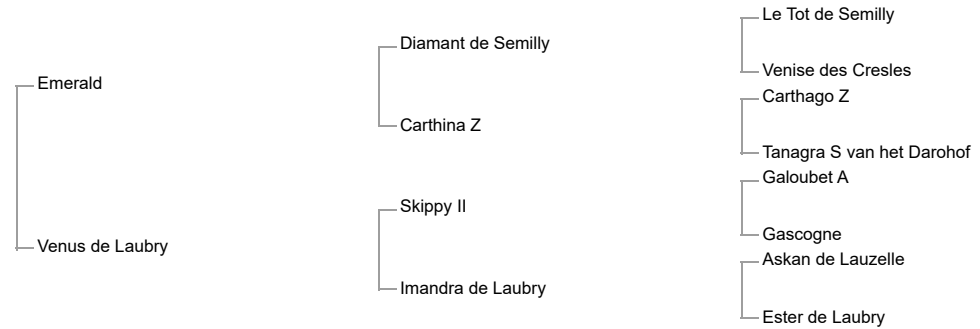 Le Tot de Semilly
Diamant de Semilly
Venise des Cresles
Emerald
Carthago Z
Carthina Z
Tanagra S van het Darohof
Galoubet A
Skippy II
Gascogne
Venus de Laubry
Askan de Lauzelle
Imandra de Laubry
Ester de Laubry